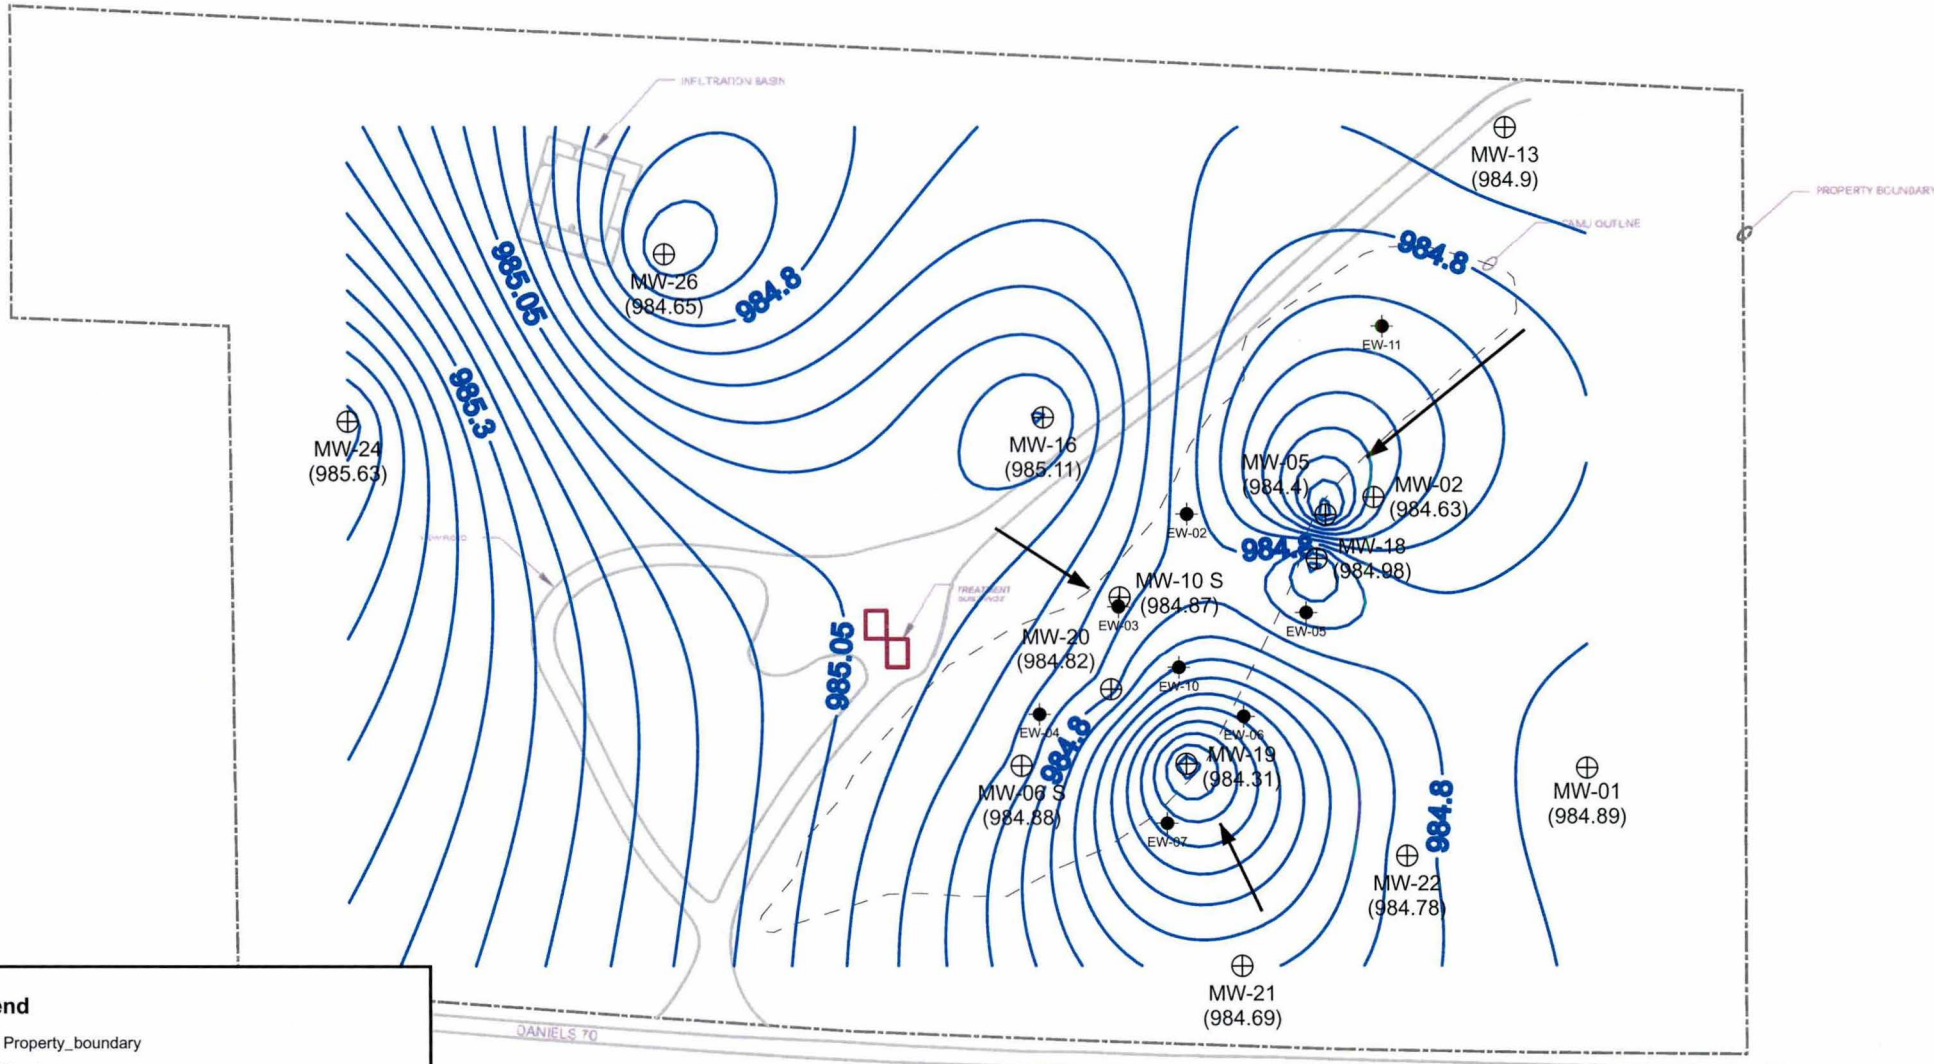 INFILTRATION BASIN
MW-13
(984.9)
PROPERTY BOUNDARY
CAMU OUTLINE
984.8
985.05
MW-26
(984.65)
984.8
EW-11
985.3
MW-24
(985.63)
MW-16
(985.11)
MW-05
(984.4)
MW-02
(984.63)
EW-02
984.8
MW-18
(984.98)
MW-10 S
(984.87)
TREATMENT
EW-03
EW-05
985.05
MW-20
(984.82)
EW-10
EW-04
EW-06
984.8
MW-19
(984.31)
MW-06 S
(984.88)
MW-01
(984.89)
984.8
EW-07
MW-22
(984.78)
MW-21
(984.69)
end
Property_boundary
DANIELS 70